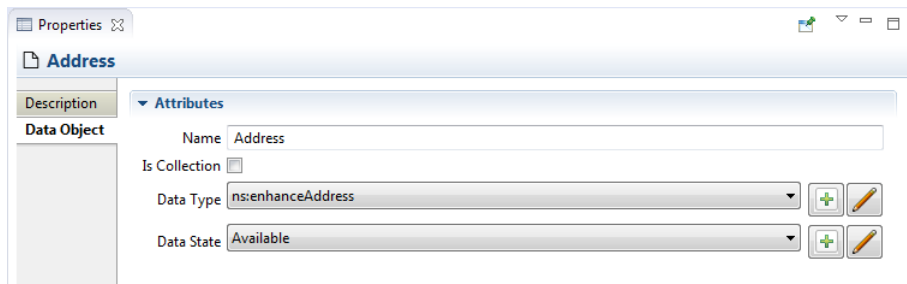 Properties
Address
Description
Data Object
Attributes
Name Address
Is Collection
Data Type ns:enhanceAddress
Data State Available